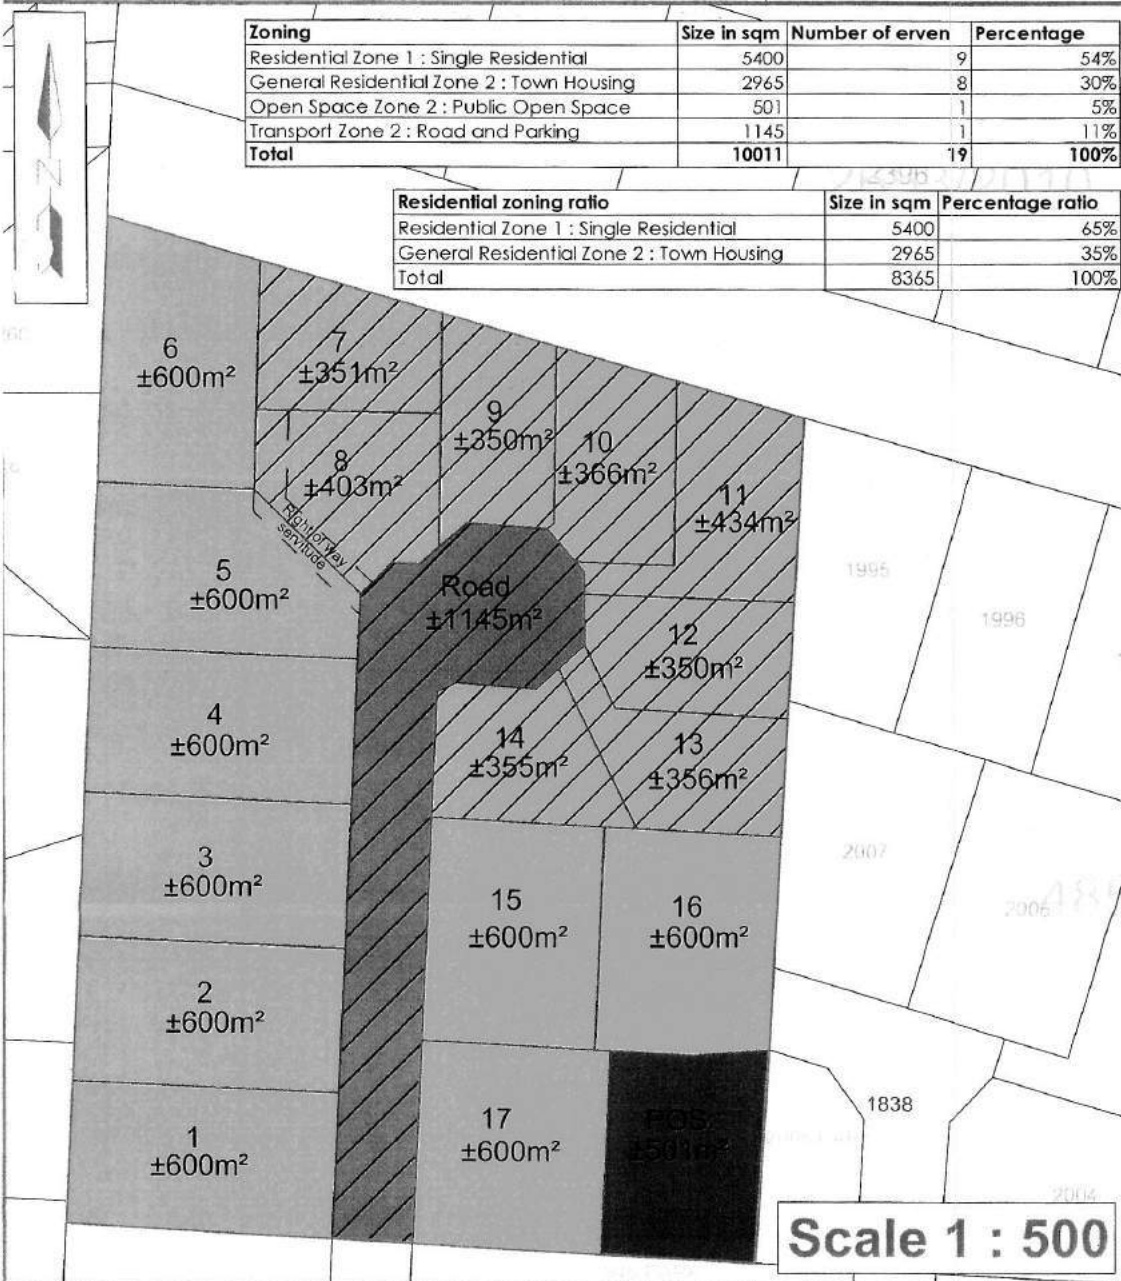 Zoning Size in sqm Number of erven Percentage
Residential Zone 1 : Single Residential 5400 9 54%
General Residential Zone 2 : Town Housing 2965 8 30%
Open Space Zone 2 : Public Open Space 501 1 5%
Transport Zone 2 : Road and Parking 1145 1 11%
Total 10011 19 100%
Residential zoning ratio Size in sqm Percentage ratio
Residential Zone 1 : Single Residential 5400 65%
General Residential Zone 2 : Town Housing 2965 35%
Total 8365 100%
N
6
±600m²
7
±351m²
8
±403m²
9
±350m²
10
±366m²
11
±434m²
Right of way
servitude
5
±600m²
Road
±1145m²
1995
1996
12
±350m²
4
±600m²
14
±355m²
13
±356m²
3
±600m²
15
±600m²
16
±600m²
2007
2006
2
±600m²
1
±600m²
17
±600m²
POS
±501m²
1838
2004
Scale 1 : 500